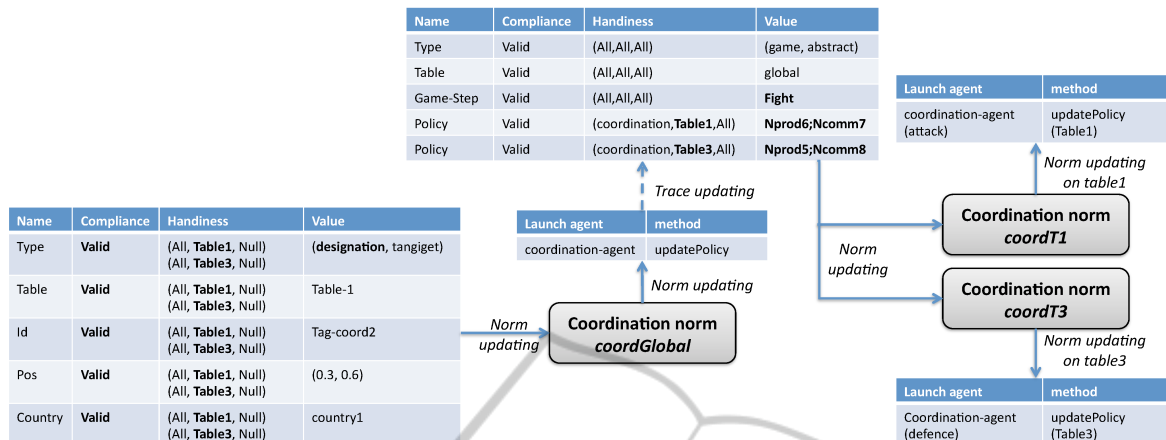 Name Compliance Handiness Value
Type Valid (All,All,All) (game, abstract)
Table Valid (All,All,All) global
Game-Step Valid (All,All,All) Fight
Policy Valid (coordination,Table1,All) Nprod6;Ncomm7
Policy Valid (coordination,Table3,All) Nprod5;Ncomm8
Launch agent method
coordination-agent updatePolicy
(attack) (Table1)
Norm updating
on table1
Trace updating
Coordination norm
coordT1
Name Compliance Handiness Value
Type Valid (All, Table1, Null) (designation, tangiget)
(All, Table3, Null)
Table Valid (All, Table1, Null) Table-1
(All, Table3, Null)
Id Valid (All, Table1, Null) Tag-coord2
(All, Table3, Null)
Pos Valid (All, Table1, Null) (0.3, 0.6)
(All, Table3, Null)
Country Valid (All, Table1, Null) country1
(All, Table3, Null)
Launch agent method
coordination-agent updatePolicy
Norm updating
Norm
updating
Coordination norm
coordGlobal
Norm
updating
Coordination norm
coordT3
Norm updating
on table3
Launch agent method
Coordination-agent updatePolicy
(defence) (Table3)